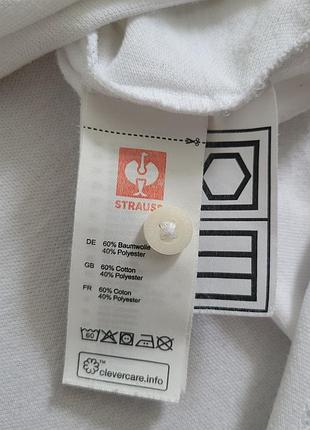 STRAUSS
DE 60% Baumwolle
40% Polyester
GB 60% Cotton
40% Polyester
FR 60% Coton
40% Polyester
60
™
clevercare.info